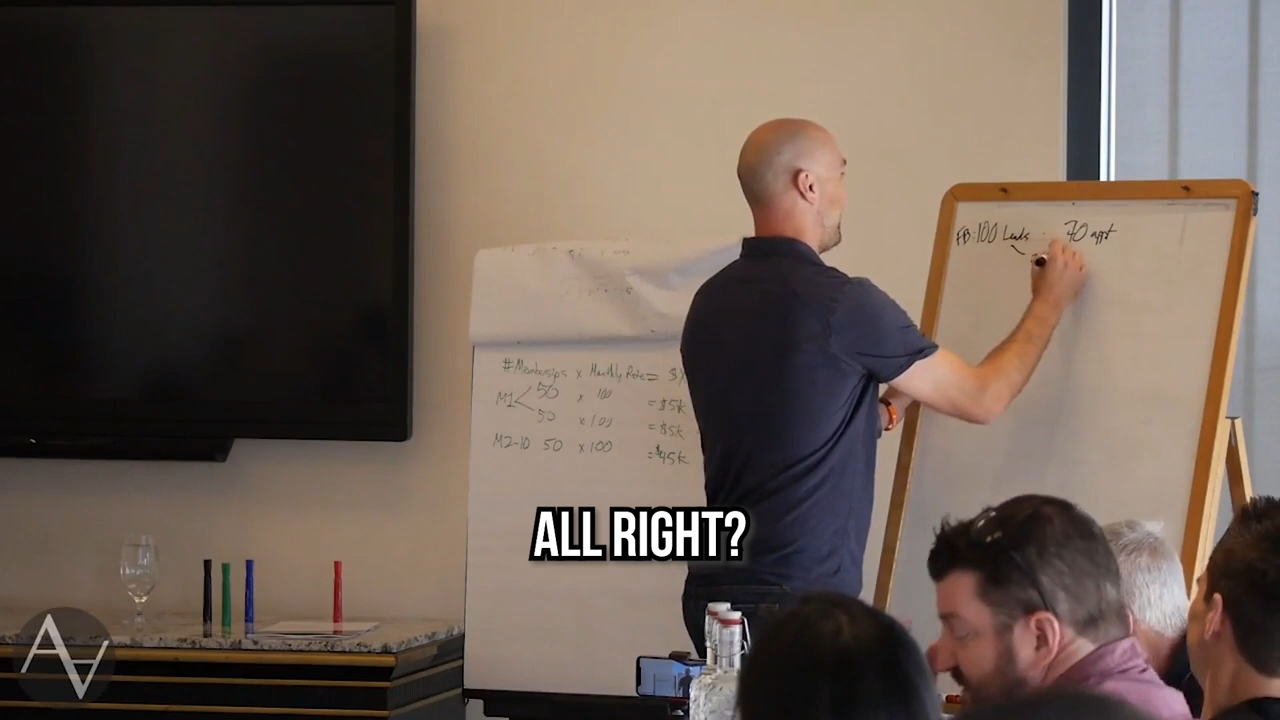 FB: 100 Leads 70 appt
#Memberships x Monthly Rate = $
M1 < 50 x 100 = $5k
50 x 100 = $5k
M2-10 50 x 100 = $45k
ALL RIGHT?